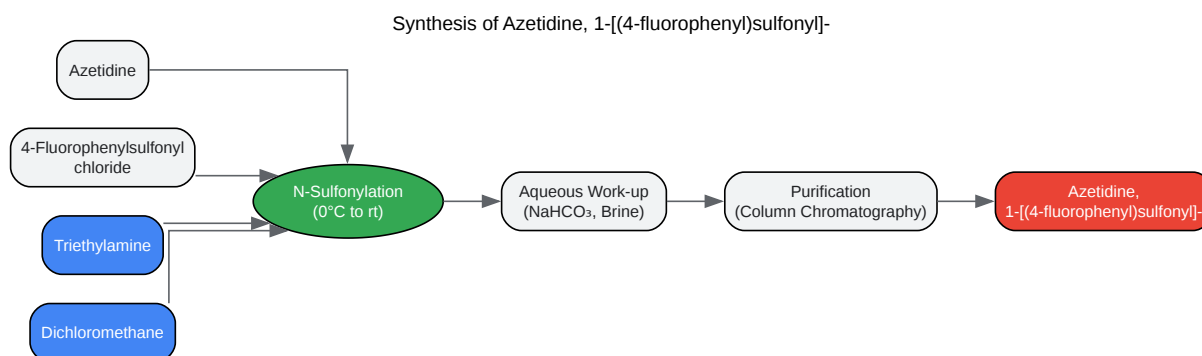 Synthesis of Azetidine, 1-[(4-fluorophenyl)sulfonyl]-
Azetidine
4-Fluorophenylsulfonyl
chloride
Triethylamine
Dichloromethane
N-Sulfonylation
(0°C to rt)
Aqueous Work-up
(NaHCO₃, Brine)
Purification
(Column Chromatography)
Azetidine,
1-[(4-fluorophenyl)sulfonyl]-